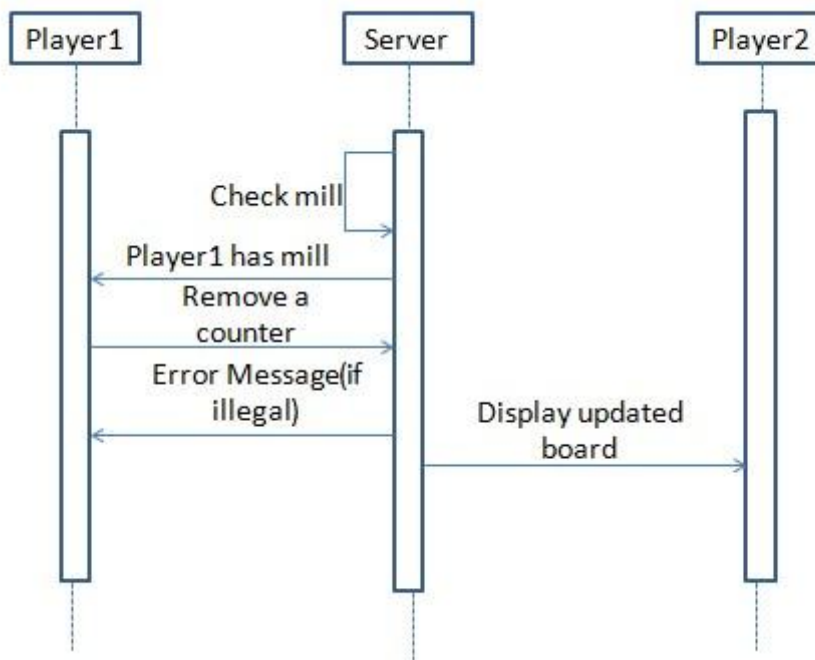 Player1
Server
Player2
Check mill
Player1 has mill
Remove a
counter
Error Message(if
illegal)
Display updated
board